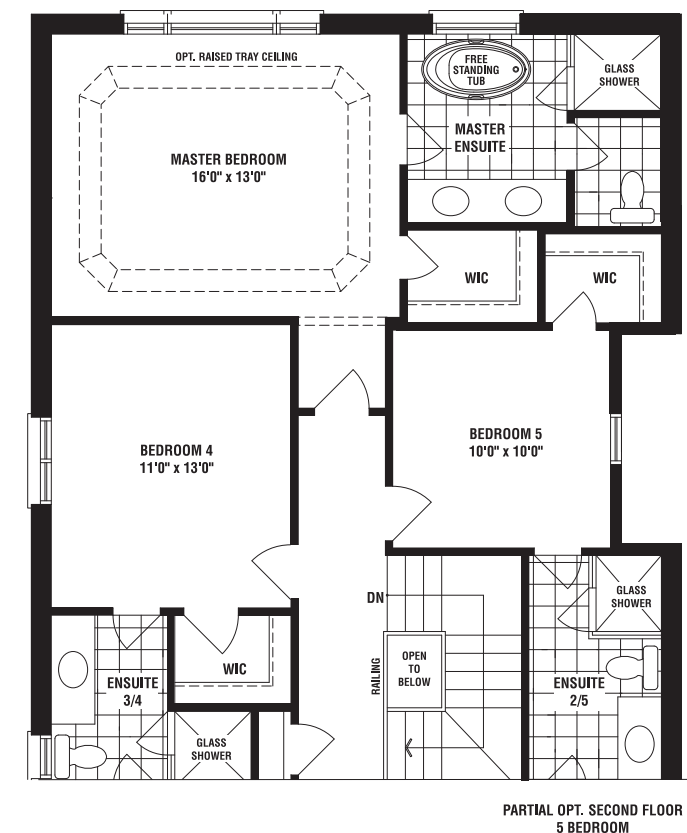 OPT. RAISED TRAY CEILING
MASTER BEDROOM
16'0" x 13'0"
FREE
STANDING
TUB
GLASS
SHOWER
MASTER
ENSUITE
WIC
WIC
BEDROOM 4
11'0" x 13'0"
BEDROOM 5
10'0" x 10'0"
DN
RAILING
OPEN
TO
BELOW
GLASS
SHOWER
ENSUITE
2/5
WIC
ENSUITE
3/4
GLASS
SHOWER
PARTIAL OPT. SECOND FLOOR
5 BEDROOM